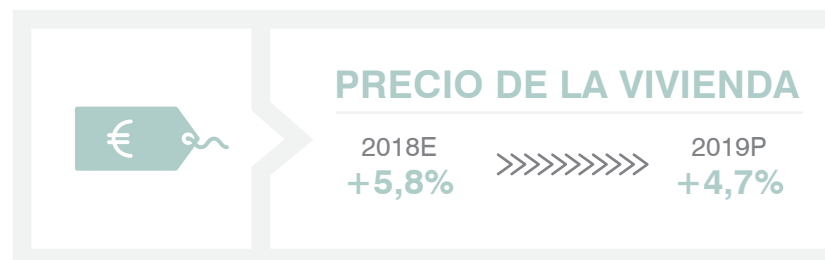 €
PRECIO DE LA VIVIENDA
2018E
2019P
+5,8%
+4,7%